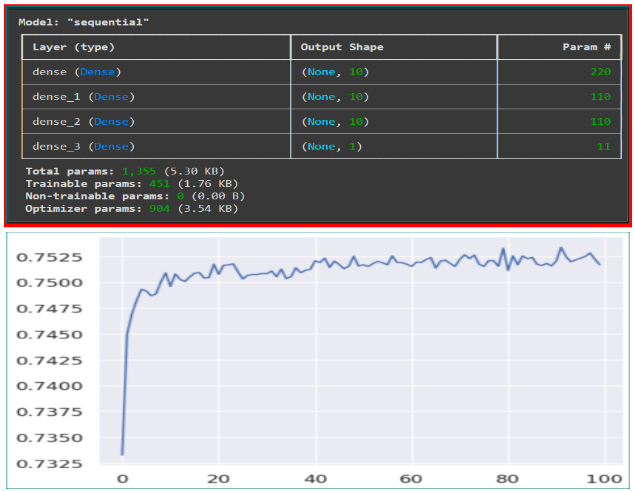 Model: "sequential"
Layer (type) Output Shape Param #
dense (Dense) (None, 10) 220
dense_1 (Dense) (None, 10) 110
dense_2 (Dense) (None, 10) 110
dense_3 (Dense) (None, 1) 11
Total params: 1,355 (5.30 KB)
Trainable params: 451 (1.76 KB)
Non-trainable params: 0 (0.00 B)
Optimizer params: 904 (3.54 KB)
0.7525
0.7500
0.7475
0.7450
0.7425
0.7400
0.7375
0.7350
0.7325
0 20 40 60 80 100